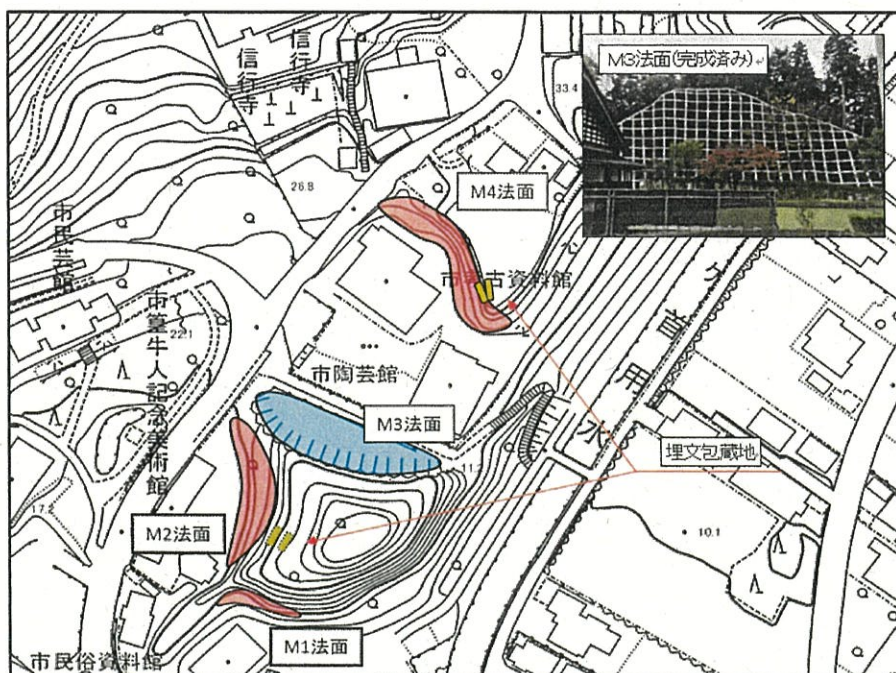 信行寺
信行寺
M3法面(完成済み)
33.4
26.8
M4法面
市民芸館
市考古資料館
22.1
市篁牛人記念美術館
市陶芸館
M3法面
11.
埋文包蔵地
17.2
M2法面
10.1
M1法面
市民俗資料館